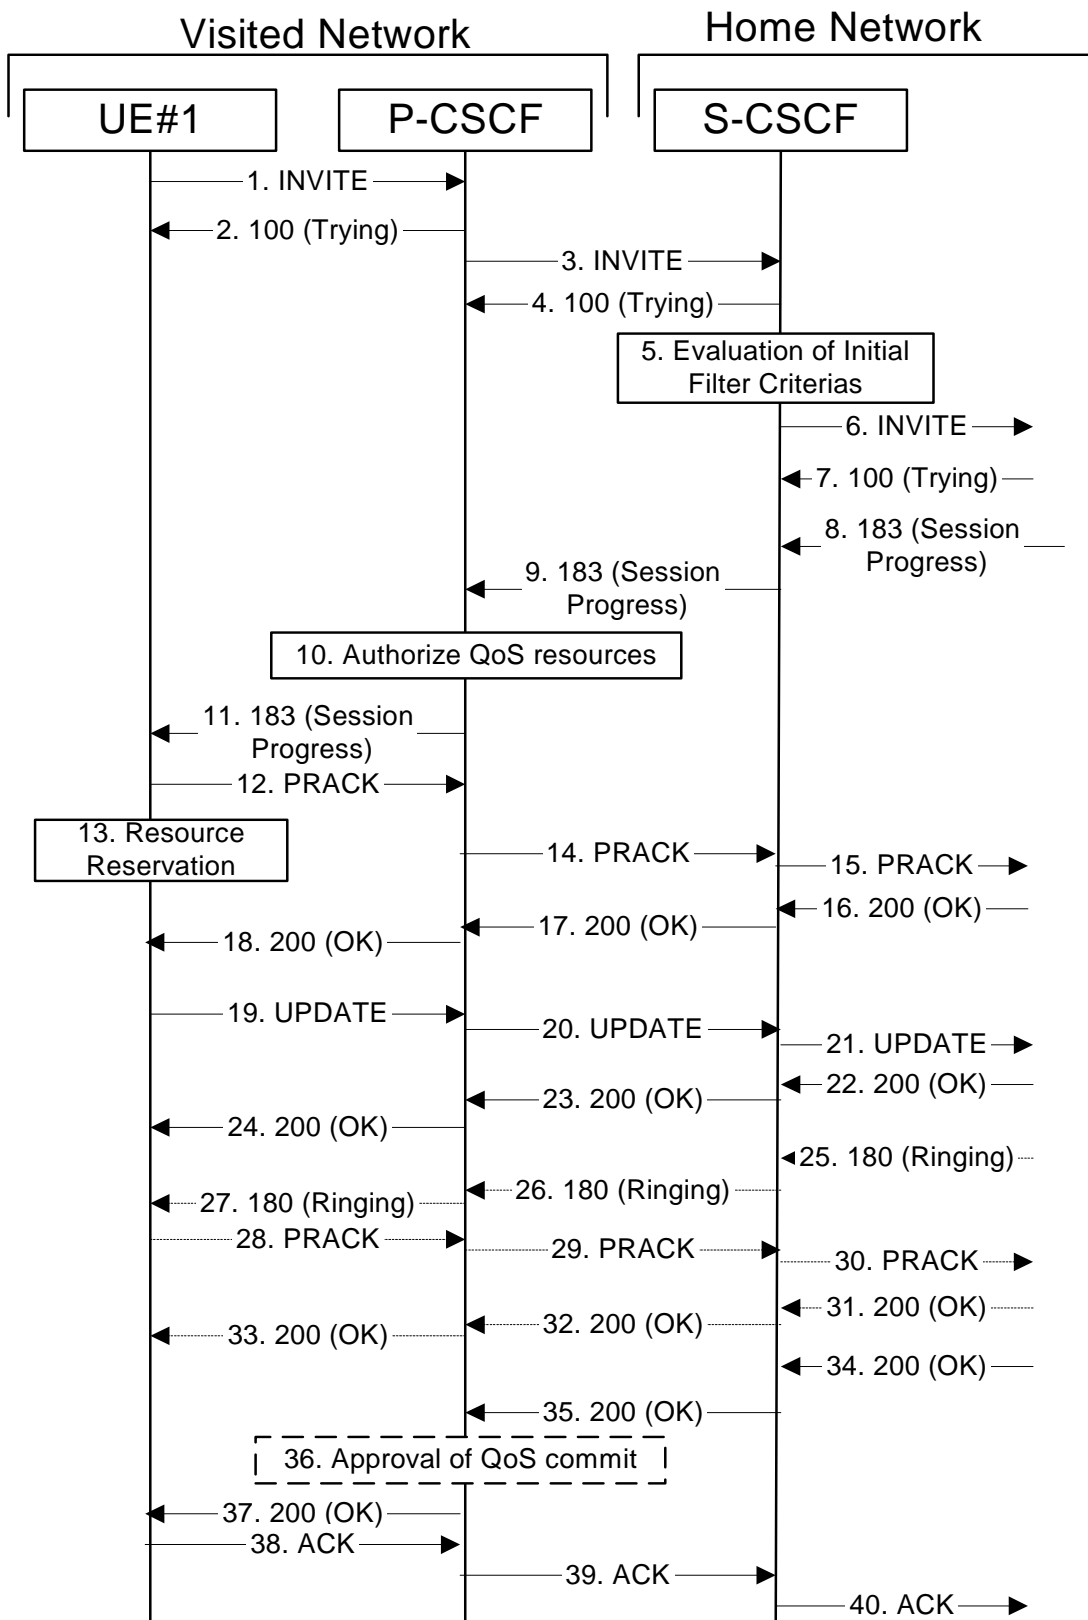 Visited Network
Home Network
UE#1
P-CSCF
S-CSCF
1. INVITE
2. 100 (Trying)
3. INVITE
4. 100 (Trying)
5. Evaluation of Initial
Filter Criterias
6. INVITE
7. 100 (Trying)
8. 183 (Session
Progress)
9. 183 (Session
Progress)
10. Authorize QoS resources
11. 183 (Session
Progress)
12. PRACK
13. Resource
Reservation
14. PRACK
15. PRACK
16. 200 (OK)
17. 200 (OK)
18. 200 (OK)
19. UPDATE
20. UPDATE
21. UPDATE
22. 200 (OK)
23. 200 (OK)
24. 200 (OK)
25. 180 (Ringing)
26. 180 (Ringing)
27. 180 (Ringing)
28. PRACK
29. PRACK
30. PRACK
31. 200 (OK)
32. 200 (OK)
33. 200 (OK)
34. 200 (OK)
35. 200 (OK)
36. Approval of QoS commit
37. 200 (OK)
38. ACK
39. ACK
40. ACK